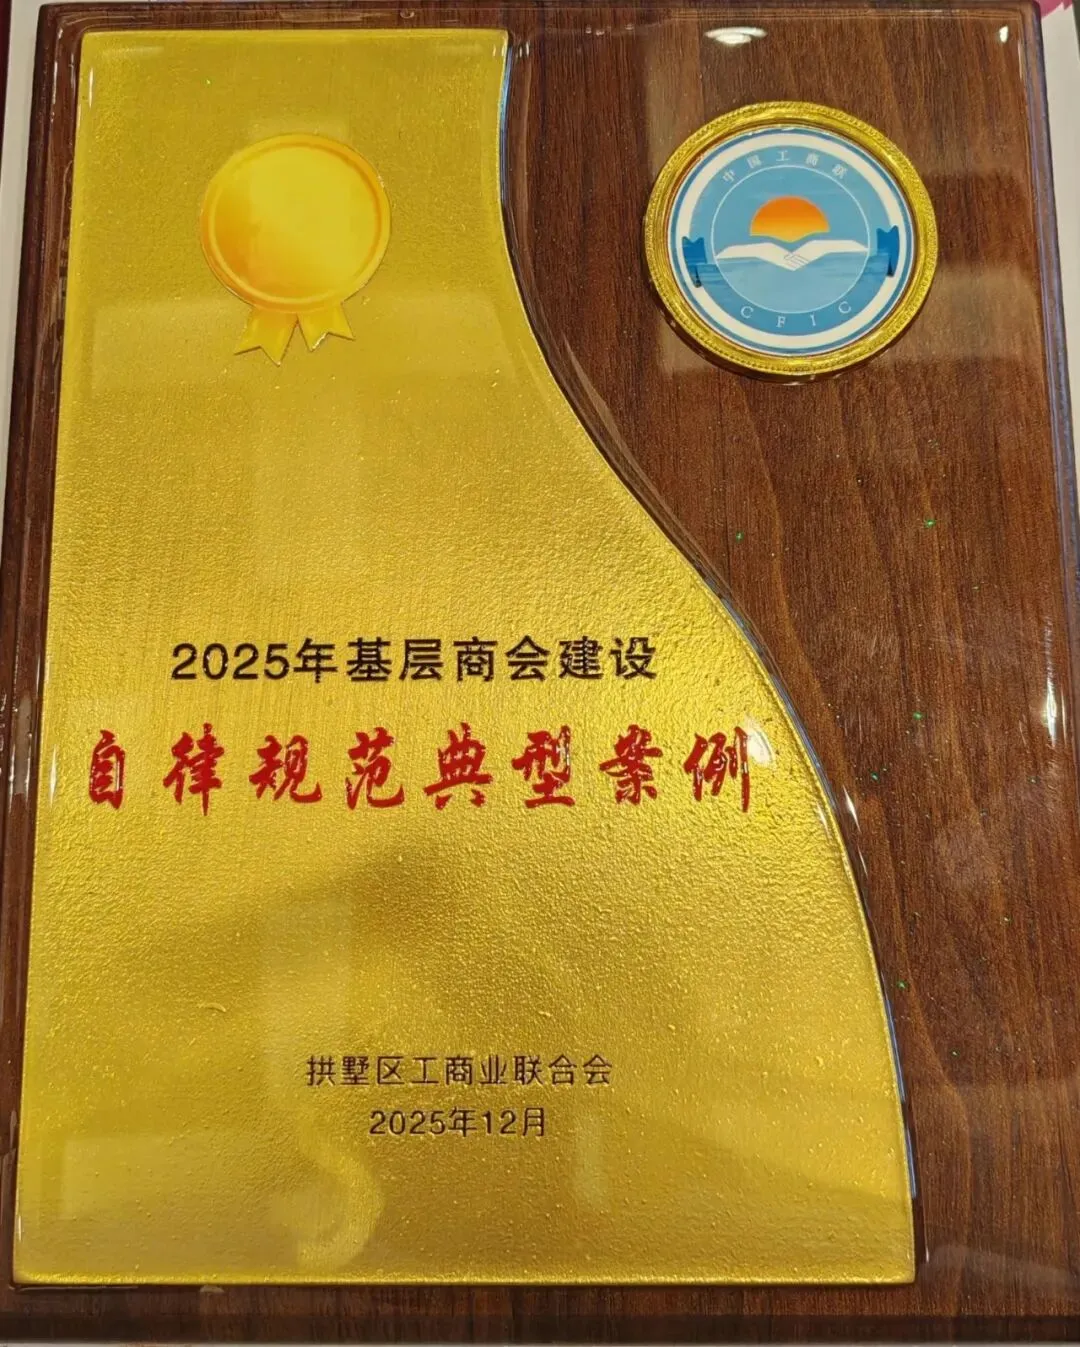 中国工商联
CFIC
2025年基层商会建设
自律规范典型案例
拱墅区工商业联合会
2025年12月